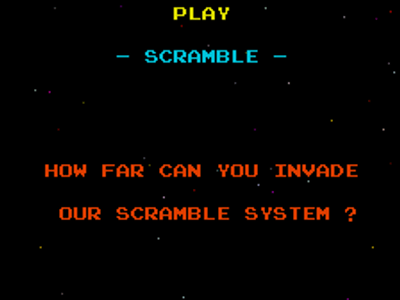 PLAY
- SCRAMBLE -
HOW FAR CAN YOU INVADE
OUR SCRAMBLE SYSTEM ?